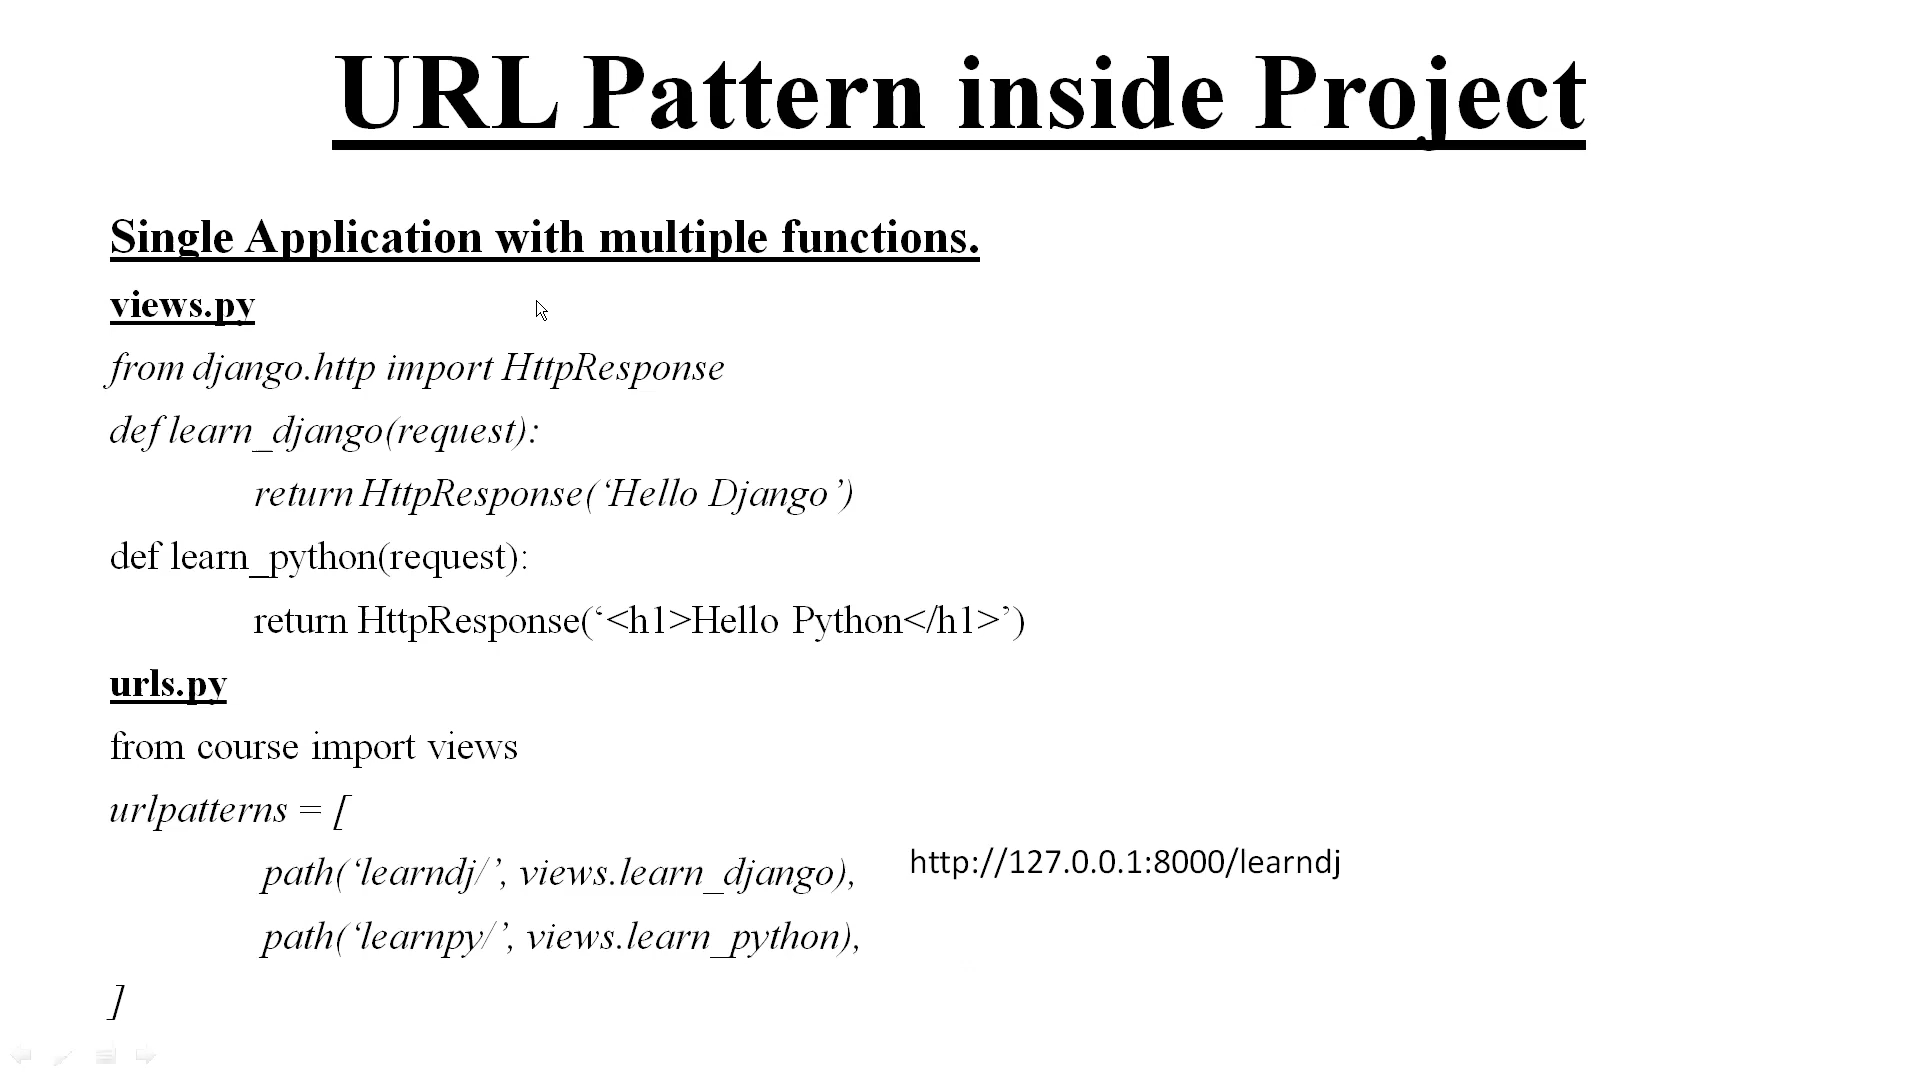 URL Pattern inside Project
Single Application with multiple functions.
views.py
from django.http import HttpResponse
def learn_django(request):
return HttpResponse(‘Hello Django’)
def learn_python(request):
return HttpResponse(‘<h1>Hello Python</h1>’)
urls.py
from course import views
urlpatterns = [
path(‘learndj/’, views.learn_django),
http://127.0.0.1:8000/learndj
path(‘learnpy/’, views.learn_python),
]